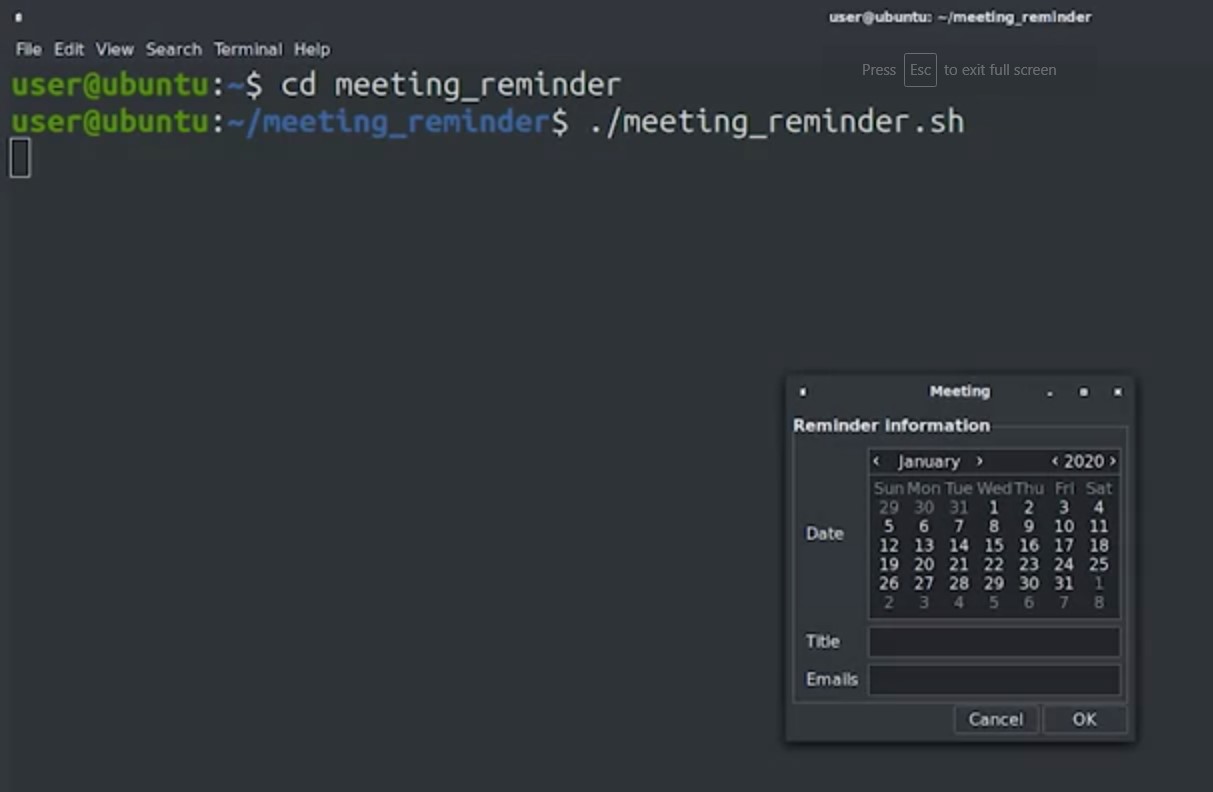 user@ubuntu: ~/meeting_reminder
File Edit View Search Terminal Help
Press Esc to exit full screen
user@ubuntu:~$ cd meeting_reminder
user@ubuntu:~/meeting_reminder$ ./meeting_reminder.sh
Meeting
Reminder information
‹ January › ‹ 2020 ›
Sun Mon Tue Wed Thu Fri Sat
29 30 31 1 2 3 4
5 6 7 8 9 10 11
Date
12 13 14 15 16 17 18
19 20 21 22 23 24 25
26 27 28 29 30 31 1
2 3 4 5 6 7 8
Title
Emails
Cancel OK